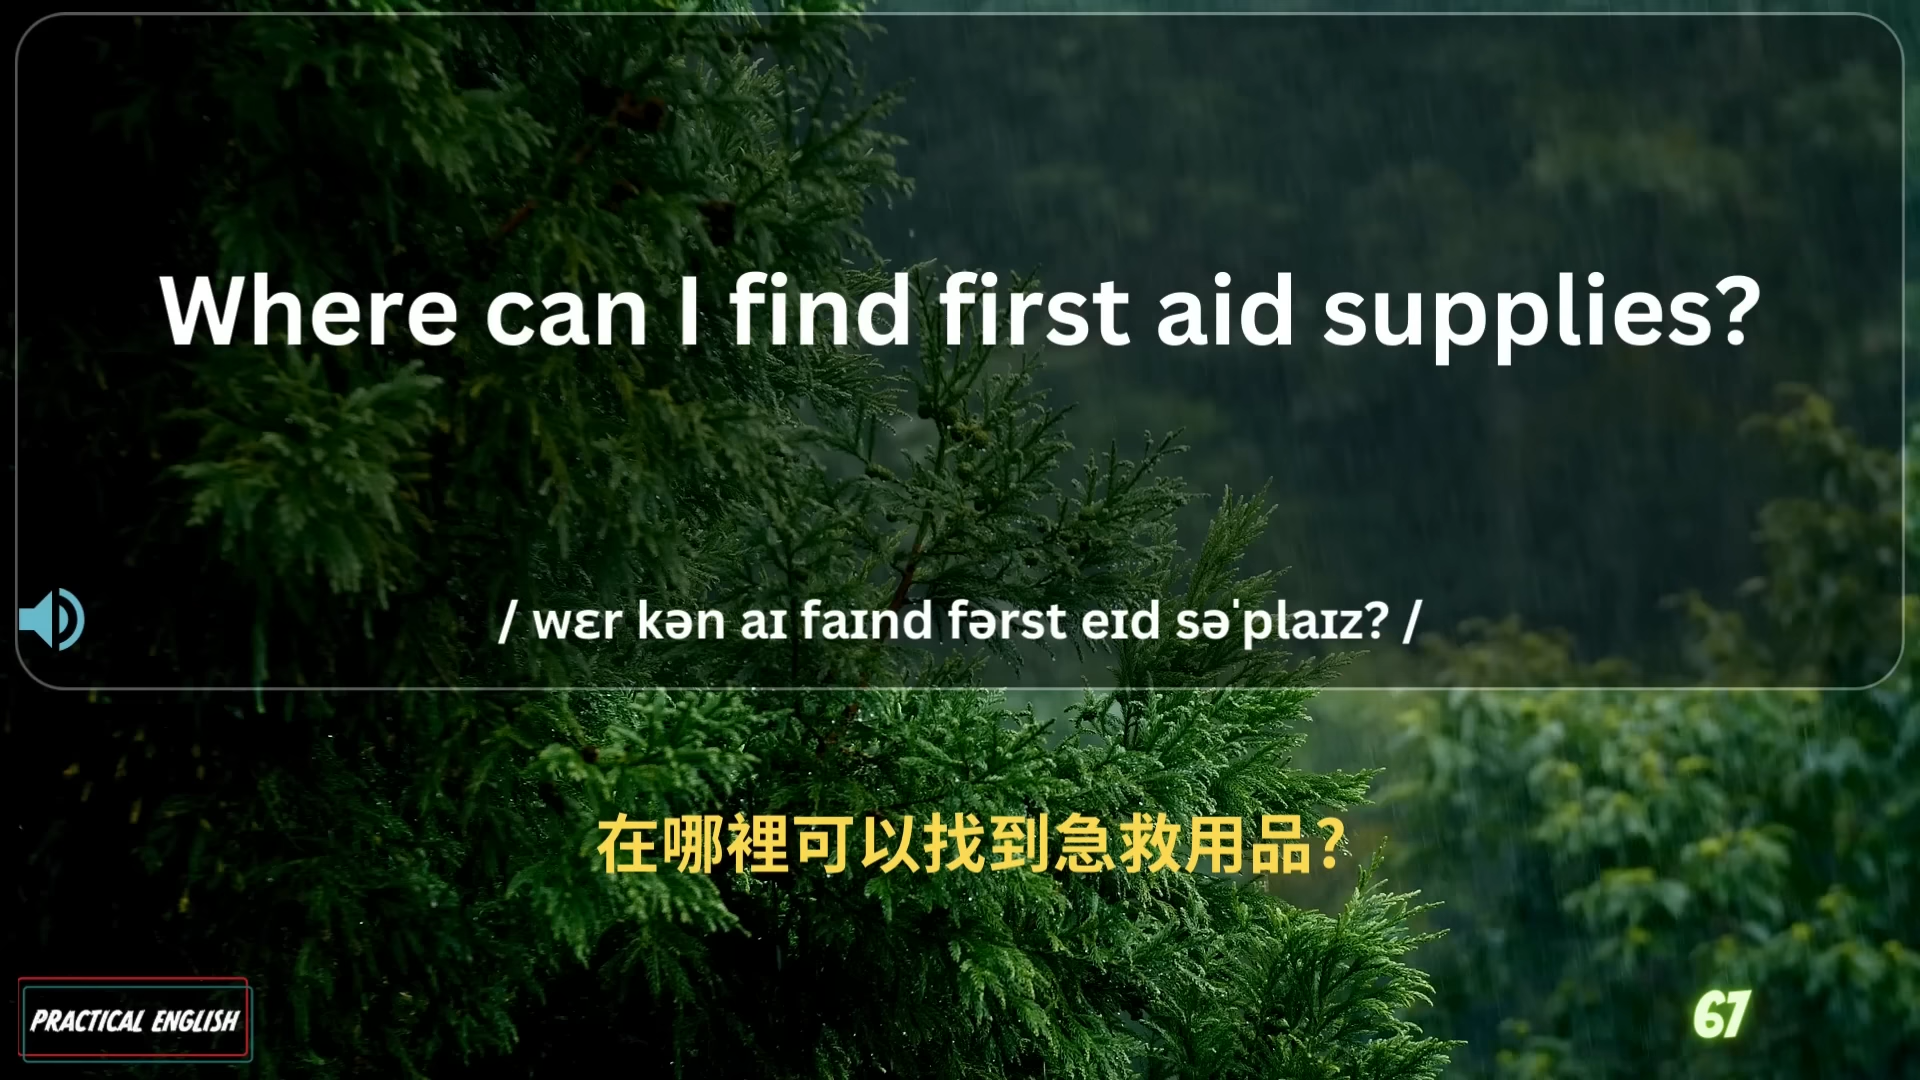 Where can I find first aid supplies?
/ wɛr kən aɪ faɪnd fərst eɪd səˈplaɪz? /
在哪裡可以找到急救用品?
PRACTICAL ENGLISH
67